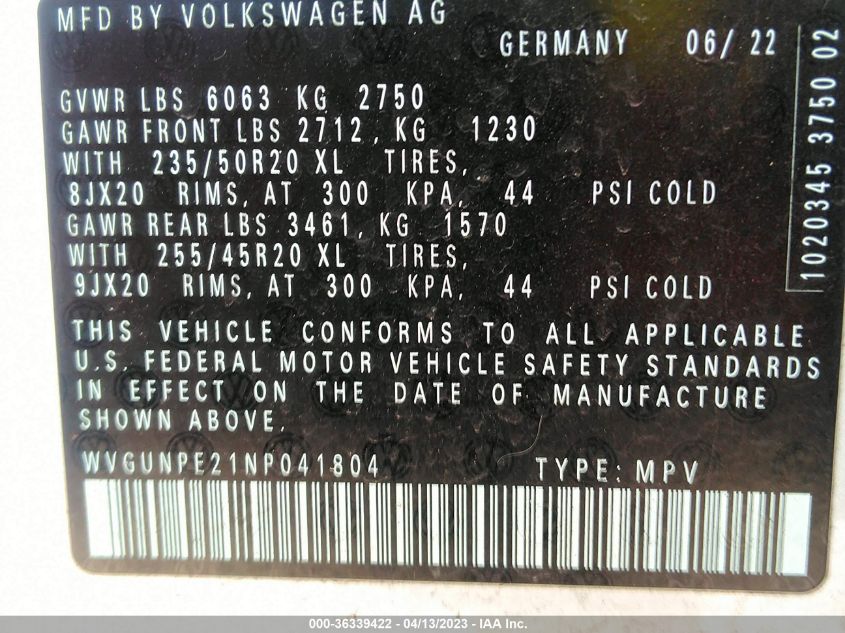 MFD BY VOLKSWAGEN AG
GERMANY 06/ 22
GVWR LBS 6063 KG 2750
GAWR FRONT LBS 2712, KG 1230
WITH 235/50R20 XL TIRES,
8JX20 RIMS, AT 300 KPA, 44 PSI COLD
GAWR REAR LBS 3461, KG 1570
WITH 255/45R20 XL TIRES,
9JX20 RIMS, AT 300 KPA, 44 PSI COLD
1020345 3750 02
THIS VEHICLE CONFORMS TO ALL APPLICABLE
U.S. FEDERAL MOTOR VEHICLE SAFETY STANDARDS
IN EFFECT ON THE DATE OF MANUFACTURE
SHOWN ABOVE.
WVGUNPE21NP041804 TYPE: MPV
000-36339422 - 04/13/2023 - IAA Inc.